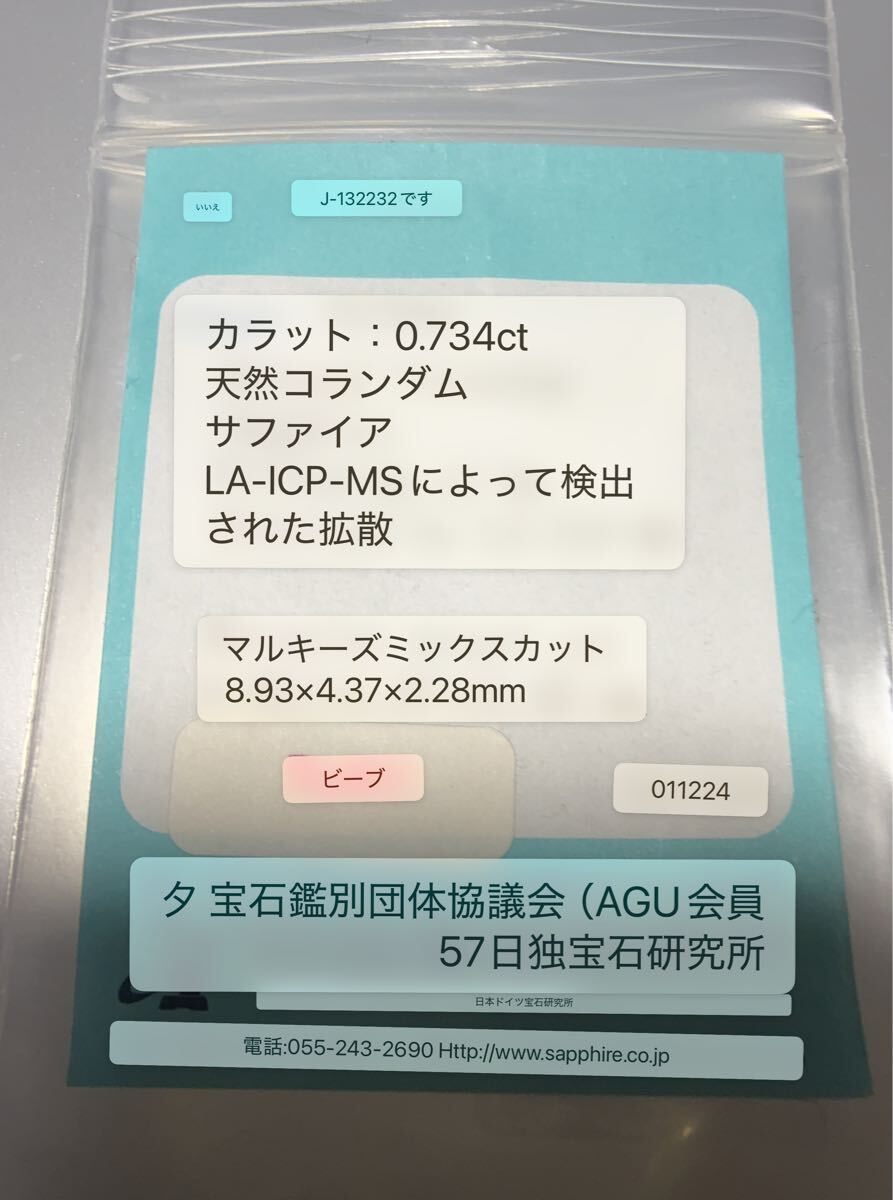 いいえ
J-132232です
カラット：0.734ct
天然コランダム
サファイア
LA-ICP-MSによって検出
された拡散
マルキーズミックスカット
8.93×4.37×2.28mm
ビーブ
011224
タ 宝石鑑別団体協議会（AGU会員
57日独宝石研究所
日本ドイツ宝石研究所
電話:055-243-2690 Http://www.sapphire.co.jp